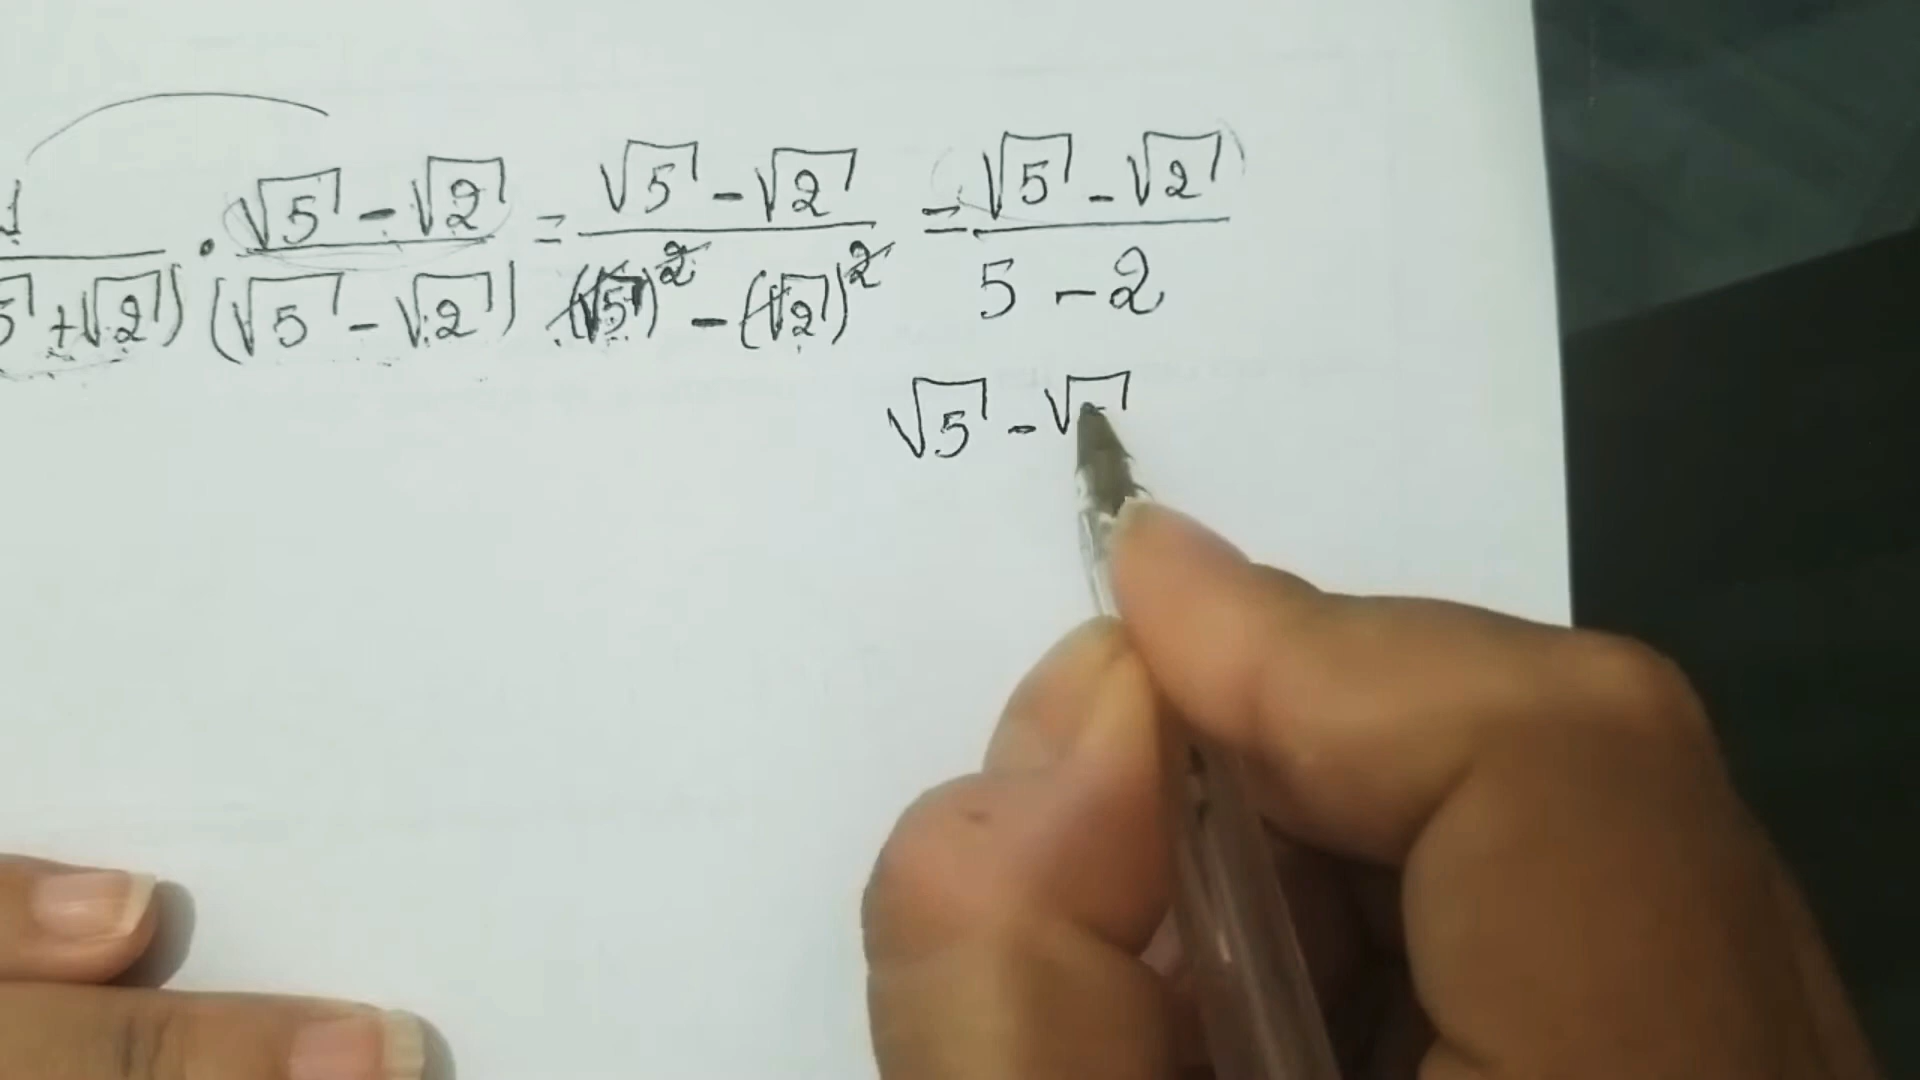 1/(√5 + √2) · (√5 - √2)/(√5 - √2) = (√5 - √2)/((√5)² - (√2)²) = (√5 - √2)/(5 - 2)
√5 - √